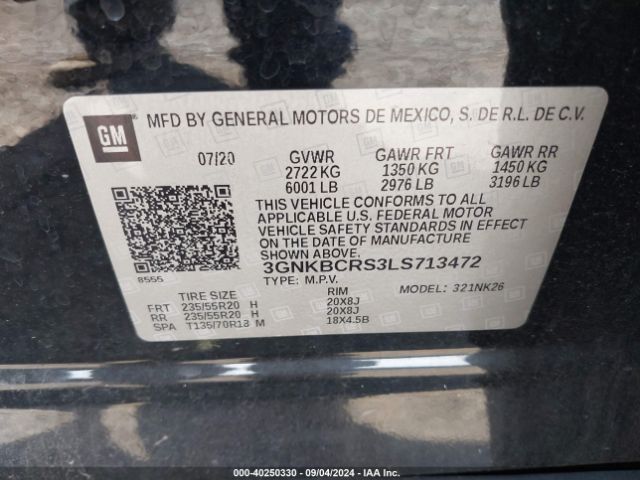 GM
MFD BY GENERAL MOTORS DE MEXICO, S. DE R.L. DE C.V.
07/20 GVWR GAWR FRT GAWR RR
2722 KG 1350 KG 1450 KG
6001 LB 2976 LB 3196 LB
THIS VEHICLE CONFORMS TO ALL
APPLICABLE U.S. FEDERAL MOTOR
VEHICLE SAFETY STANDARDS IN EFFECT
ON THE DATE OF MANUFACTURE
SHOWN ABOVE.
3GNKBCRS3LS713472
8555
TYPE: M.P.V. MODEL: 321NK26
TIRE SIZE RIM
FRT 235/55R20 H 20X8J
RR 235/55R20 H 20X8J
SPA T135/70R18 M 18X4.5B
000-40250330 - 09/04/2024 - IAA Inc.